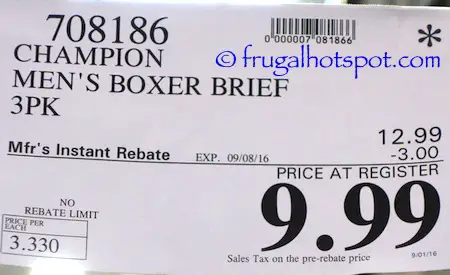 708186
0000007081866
*
© frugalhotspot.com
CHAMPION
MEN'S BOXER BRIEF
3PK
12.99
Mfr's Instant Rebate EXP. 09/08/16 -3.00
PRICE AT REGISTER
9.99
NO
REBATE LIMIT
PRICE PER
EACH
3.330
Sales Tax on the pre-rebate price
9/01/16